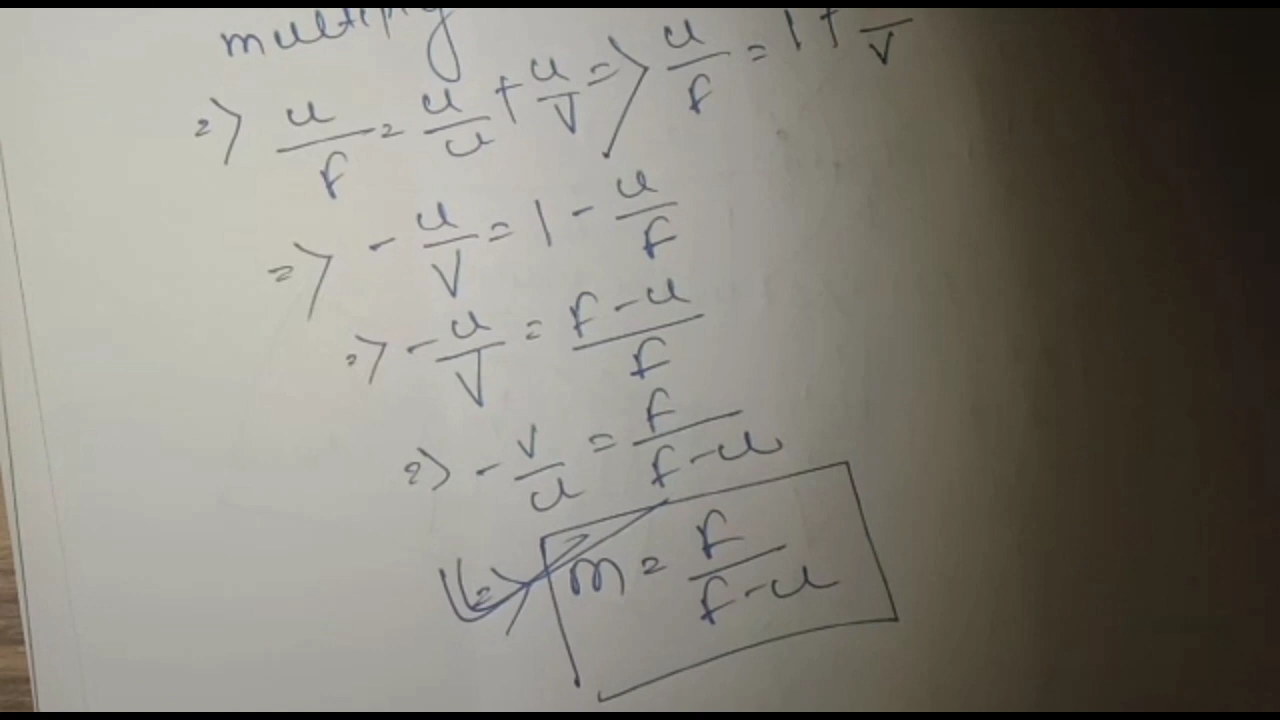 multiply
=> u/f = u/u + u/v => u/f = 1 + /v
=> - u/v = 1 - u/f
=> - u/v = f-u/f
=> - v/u = f/f-u
=> m = f/f-u